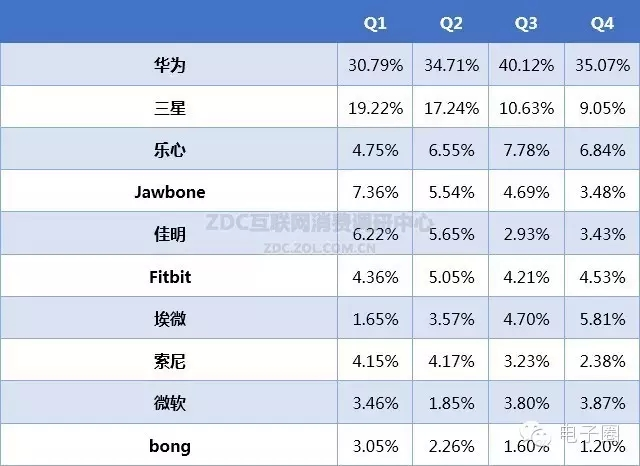 Q1 Q2 Q3 Q4
华为 30.79% 34.71% 40.12% 35.07%
三星 19.22% 17.24% 10.63% 9.05%
乐心 4.75% 6.55% 7.78% 6.84%
Jawbone 7.36% 5.54% 4.69% 3.48%
ZDC互联网消费调研中心
佳明 6.22% 5.65% 2.93% 3.43%
ZDC.ZOL.COM.CN
Fitbit 4.36% 5.05% 4.21% 4.53%
埃微 1.65% 3.57% 4.70% 5.81%
索尼 4.15% 4.17% 3.23% 2.38%
微软 3.46% 1.85% 3.80% 3.87%
电子圈
bong 3.05% 2.26% 1.60% 1.20%